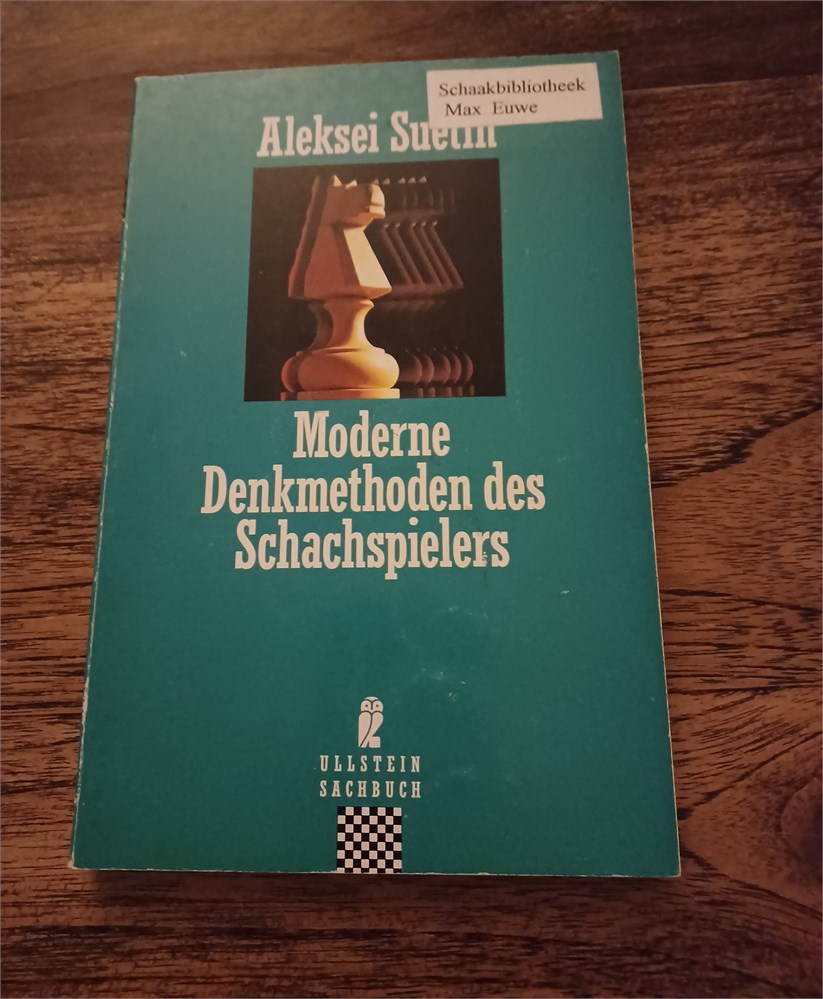 Schaakbibliotheek
Max Euwe
Aleksei Suetin
Moderne
Denkmethoden des
Schachspielers
ULLSTEIN
SACHBUCH